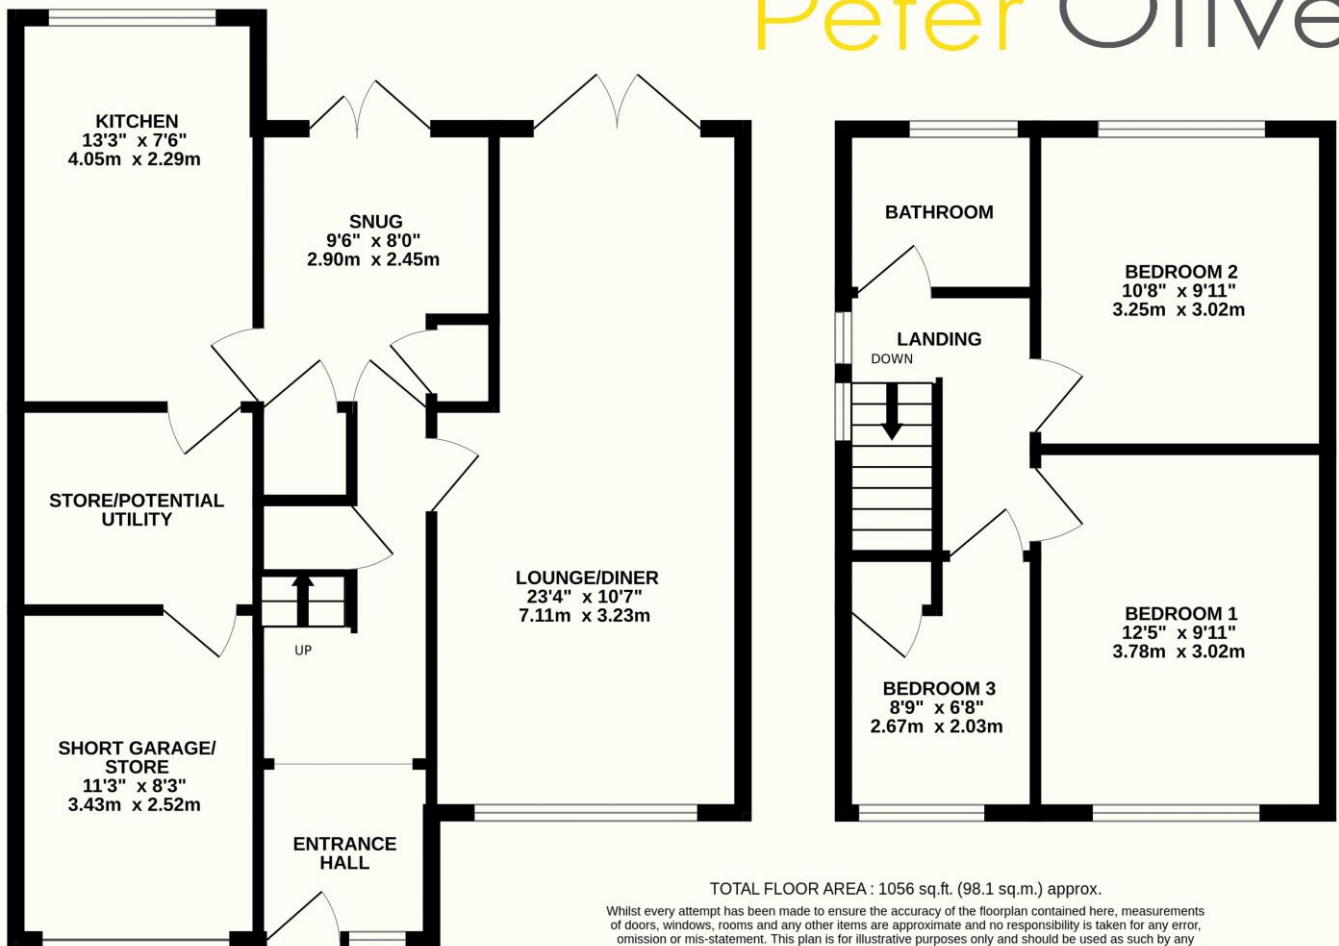 Peter Olive
KITCHEN
13'3" x 7'6"
4.05m x 2.29m
SNUG
9'6" x 8'0"
2.90m x 2.45m
BATHROOM
BEDROOM 2
10'8" x 9'11"
3.25m x 3.02m
LANDING
DOWN
STORE/POTENTIAL
UTILITY
LOUNGE/DINER
23'4" x 10'7"
7.11m x 3.23m
UP
BEDROOM 1
12'5" x 9'11"
3.78m x 3.02m
BEDROOM 3
8'9" x 6'8"
2.67m x 2.03m
SHORT GARAGE/
STORE
11'3" x 8'3"
3.43m x 2.52m
ENTRANCE
HALL
TOTAL FLOOR AREA : 1056 sq.ft. (98.1 sq.m.) approx.
Whilst every attempt has been made to ensure the accuracy of the floorplan contained here, measurements
of doors, windows, rooms and any other items are approximate and no responsibility is taken for any error,
omission or mis-statement. This plan is for illustrative purposes only and should be used as such by any